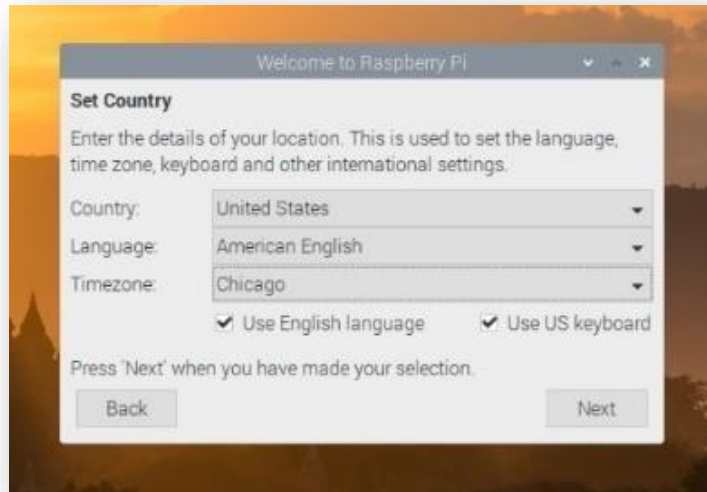 Welcome to Raspberry Pi
Set Country
Enter the details of your location. This is used to set the language,
time zone, keyboard and other international settings.
Country: United States
Language: American English
Timezone: Chicago
Use English language Use US keyboard
Press 'Next' when you have made your selection.
Back Next